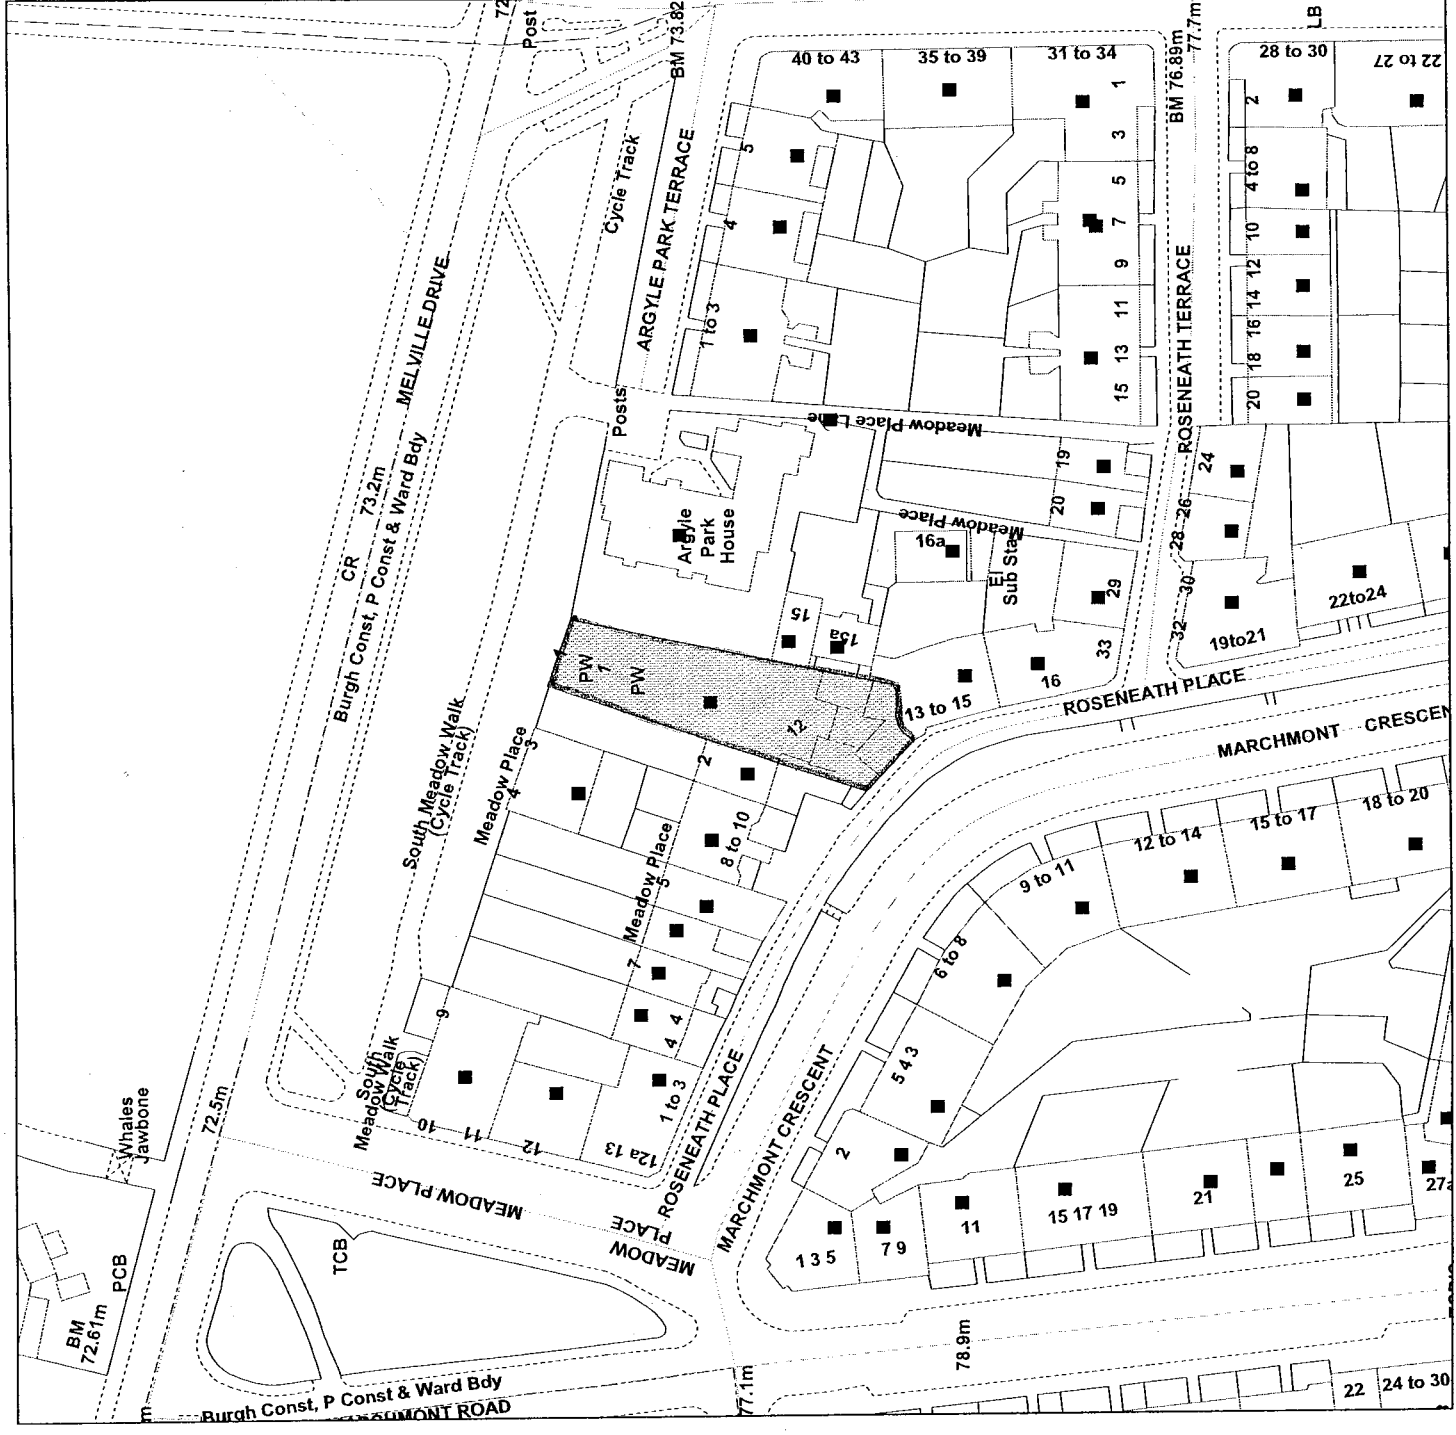 72
Post
BM 73.82
40 to 43
35 to 39
31 to 34
BM 76.89m
77.7m
28 to 30
LB
22 to 27
Cycle Track
ARGYLE PARK TERRACE
5
4
1 to 3
1
3
5
7
9
11
13
15
ROSENEATH TERRACE
2
4 to 8
10
12
14
16
18
20
MELVILLE DRIVE
73.2m
CR
Burgh Const, P Const & Ward Bdy
Posts
Meadow Place Lane
Argyle
Park
House
19
20
Meadow Place
16a
El
Sub Sta
24
26
28
30
32
22to24
19to21
29
33
15
15a
16
13 to 15
ROSENEATH PLACE
MARCHMONT CRESCEN
1
PW
1
PW
12
South Meadow Walk
(Cycle Track)
Meadow Place
3
4
2
8 to 10
Meadow Place
5
7
4
4
9
South
Meadow Walk
(Cycle
Track)
10
11
12
12a 13
1 to 3
ROSENEATH PLACE
18 to 20
15 to 17
12 to 14
9 to 11
6 to 8
5 4 3
2
MARCHMONT CRESCENT
Whales
Jawbone
72.5m
MEADOW PLACE
MEADOW
PLACE
1 3 5
7 9
11
15 17 19
21
25
27a
PCB
TCB
BM
72.61m
m
Burgh Const, P Const & Ward Bdy
CHMONT ROAD
77.1m
78.9m
22
24 to 30